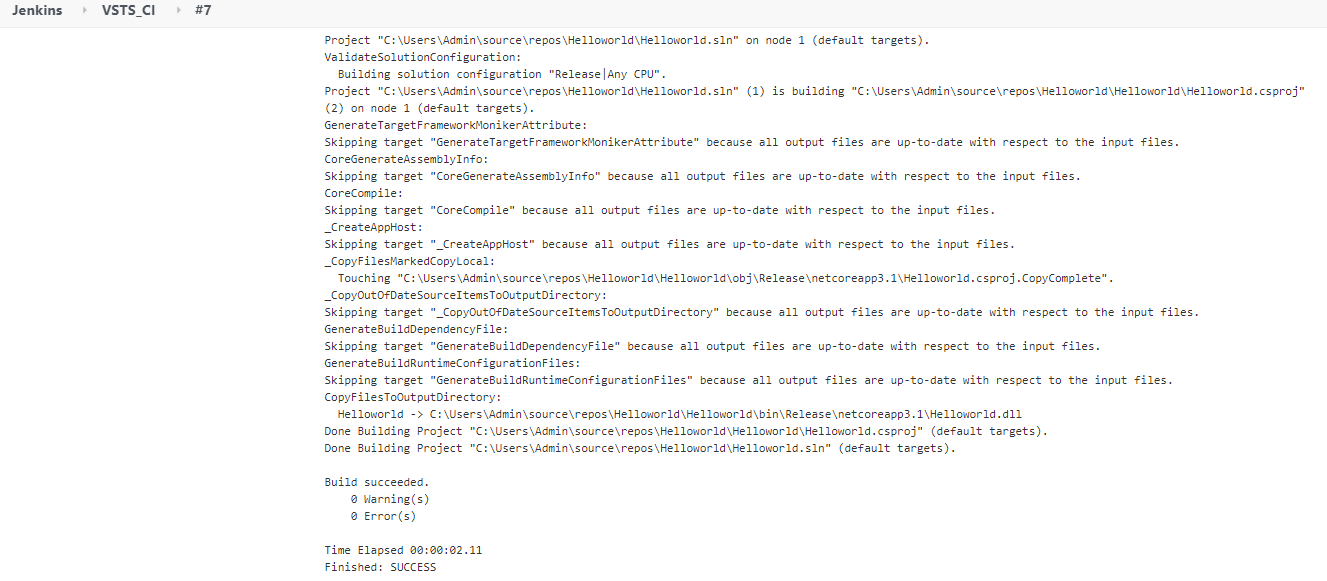 Jenkins VSTS_CI #7
Project "C:\Users\Admin\source\repos\Helloworld\Helloworld.sln" on node 1 (default targets).
ValidateSolutionConfiguration:
Building solution configuration "Release|Any CPU".
Project "C:\Users\Admin\source\repos\Helloworld\Helloworld.sln" (1) is building "C:\Users\Admin\source\repos\Helloworld\Helloworld\Helloworld.csproj"
(2) on node 1 (default targets).
GenerateTargetFrameworkMonikerAttribute:
Skipping target "GenerateTargetFrameworkMonikerAttribute" because all output files are up-to-date with respect to the input files.
CoreGenerateAssemblyInfo:
Skipping target "CoreGenerateAssemblyInfo" because all output files are up-to-date with respect to the input files.
CoreCompile:
Skipping target "CoreCompile" because all output files are up-to-date with respect to the input files.
_CreateAppHost:
Skipping target "_CreateAppHost" because all output files are up-to-date with respect to the input files.
_CopyFilesMarkedCopyLocal:
Touching "C:\Users\Admin\source\repos\Helloworld\Helloworld\obj\Release\netcoreapp3.1\Helloworld.csproj.CopyComplete".
_CopyOutOfDateSourceItemsToOutputDirectory:
Skipping target "_CopyOutOfDateSourceItemsToOutputDirectory" because all output files are up-to-date with respect to the input files.
GenerateBuildDependencyFile:
Skipping target "GenerateBuildDependencyFile" because all output files are up-to-date with respect to the input files.
GenerateBuildRuntimeConfigurationFiles:
Skipping target "GenerateBuildRuntimeConfigurationFiles" because all output files are up-to-date with respect to the input files.
CopyFilesToOutputDirectory:
Helloworld -> C:\Users\Admin\source\repos\Helloworld\Helloworld\bin\Release\netcoreapp3.1\Helloworld.dll
Done Building Project "C:\Users\Admin\source\repos\Helloworld\Helloworld\Helloworld.csproj" (default targets).
Done Building Project "C:\Users\Admin\source\repos\Helloworld\Helloworld.sln" (default targets).
Build succeeded.
0 Warning(s)
0 Error(s)
Time Elapsed 00:00:02.11
Finished: SUCCESS